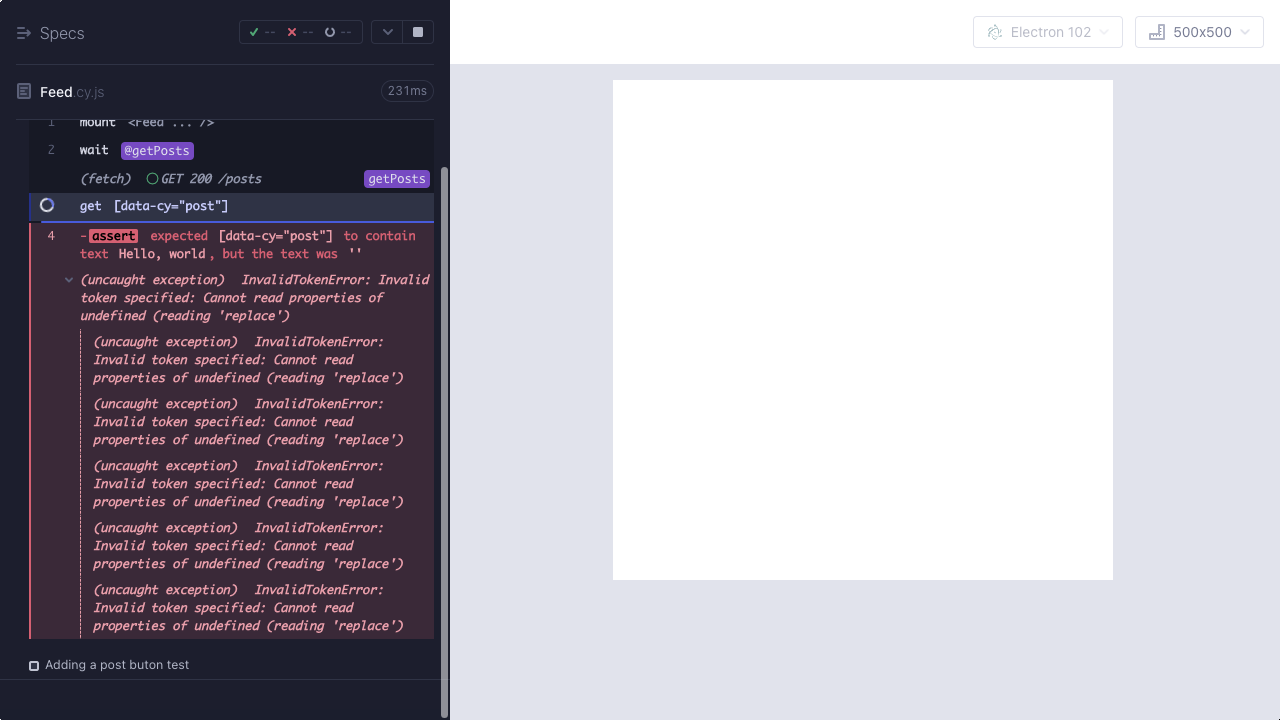 Specs
-- -- --
Electron 102
500x500
Feed.cy.js
231ms
1 mount <Feed ... />
2 wait @getPosts
(fetch) GET 200 /posts getPosts
get [data-cy="post"]
4 -assert expected [data-cy="post"] to contain
text Hello, world, but the text was ''
(uncaught exception) InvalidTokenError: Invalid
token specified: Cannot read properties of
undefined (reading 'replace')
(uncaught exception) InvalidTokenError:
Invalid token specified: Cannot read
properties of undefined (reading 'replace')
(uncaught exception) InvalidTokenError:
Invalid token specified: Cannot read
properties of undefined (reading 'replace')
(uncaught exception) InvalidTokenError:
Invalid token specified: Cannot read
properties of undefined (reading 'replace')
(uncaught exception) InvalidTokenError:
Invalid token specified: Cannot read
properties of undefined (reading 'replace')
(uncaught exception) InvalidTokenError:
Invalid token specified: Cannot read
properties of undefined (reading 'replace')
Adding a post buton test